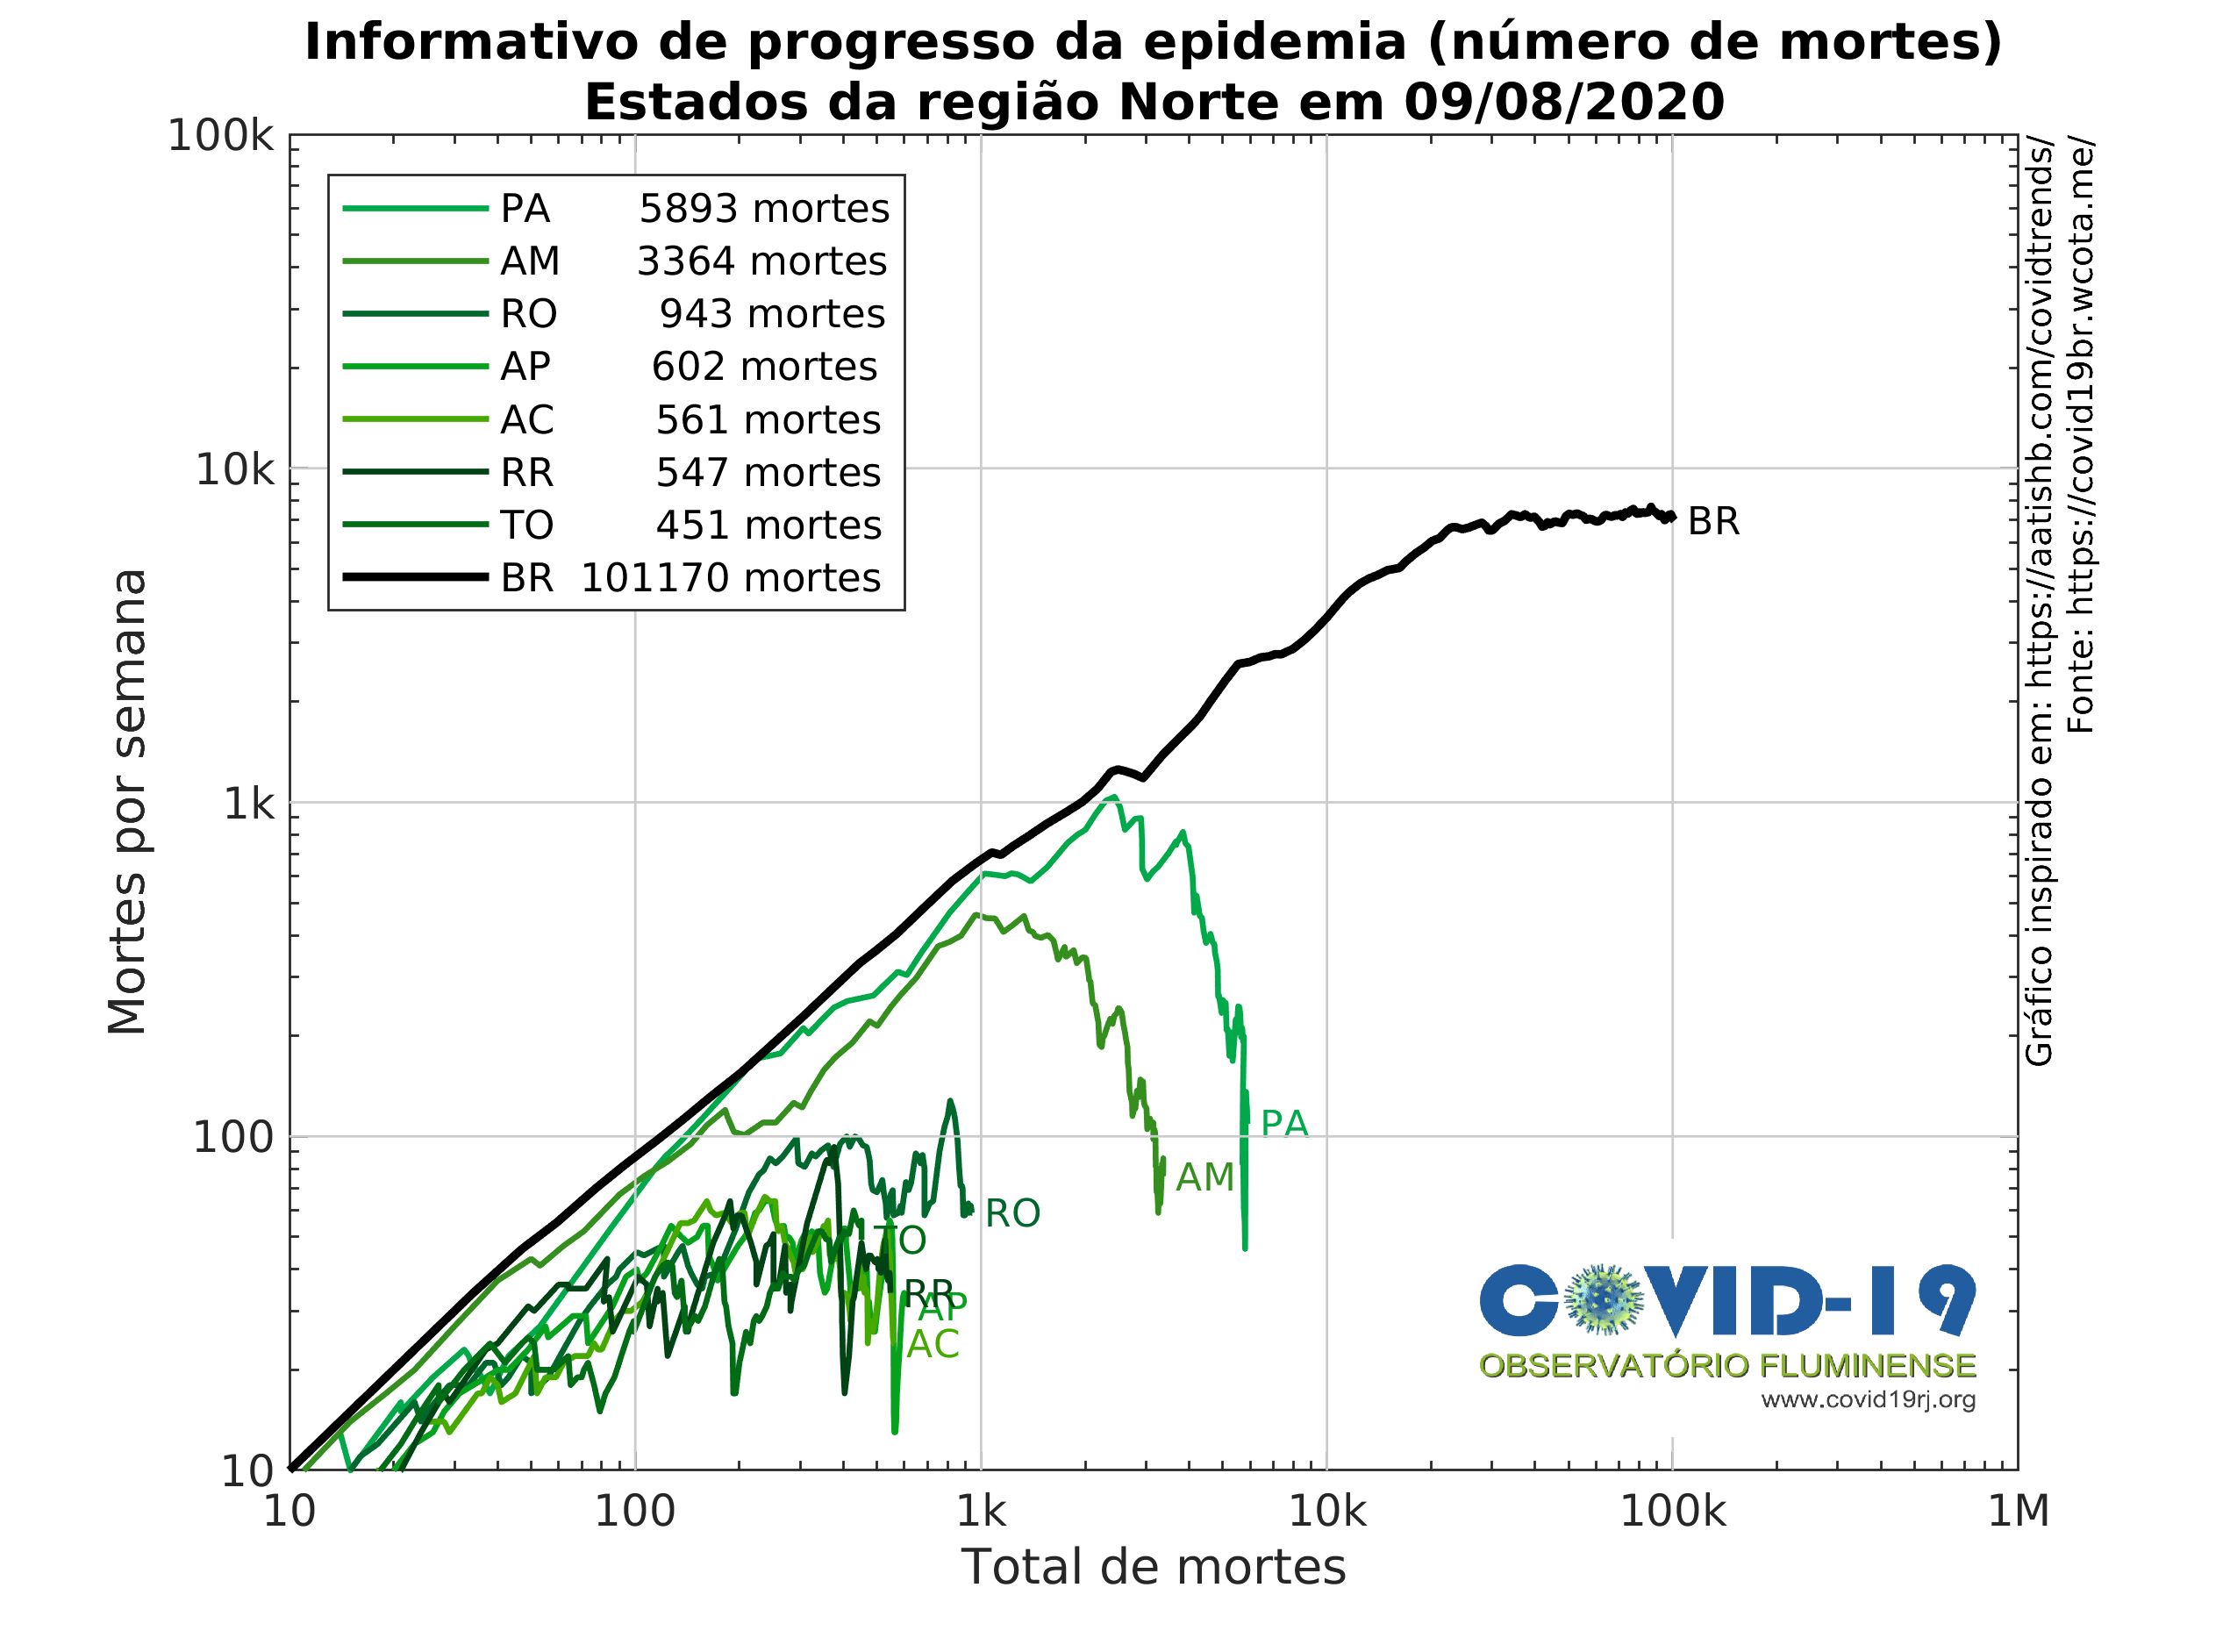 Informativo de progresso da epidemia (número de mortes)
Estados da região Norte em 09/08/2020
100k
10k
1k
100
10
Mortes por semana
PA 5893 mortes
AM 3364 mortes
RO 943 mortes
AP 602 mortes
AC 561 mortes
RR 547 mortes
TO 451 mortes
BR 101170 mortes
BR
PA
AM
RO
TO
RR
AP
AC
10 100 1k 10k 100k 1M
Total de mortes
Gráfico inspirado em: https://aatishb.com/covidtrends/
Fonte: https://covid19br.wcota.me/
COVID-19
OBSERVATÓRIO FLUMINENSE
www.covid19rj.org